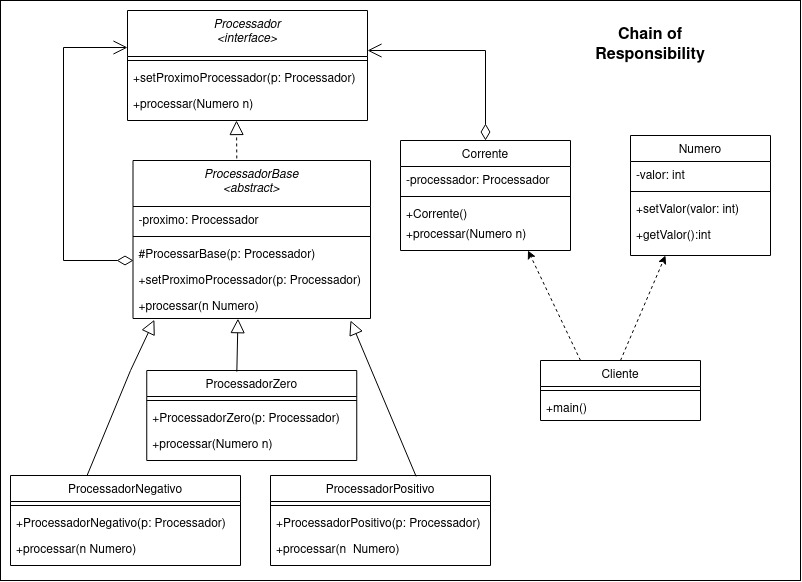 Processador
<interface>
+setProximoProcessador(p: Processador)
+processar(Numero n)
Chain of
Responsibility
ProcessadorBase
<abstract>
-proximo: Processador
#ProcessarBase(p: Processador)
+setProximoProcessador(p: Processador)
+processar(n Numero)
Corrente
-processador: Processador
+Corrente()
+processar(Numero n)
Numero
-valor: int
+setValor(valor: int)
+getValor():int
ProcessadorZero
+ProcessadorZero(p: Processador)
+processar(Numero n)
Cliente
+main()
ProcessadorNegativo
+ProcessadorNegativo(p: Processador)
+processar(n Numero)
ProcessadorPositivo
+ProcessadorPositivo(p: Processador)
+processar(n  Numero)